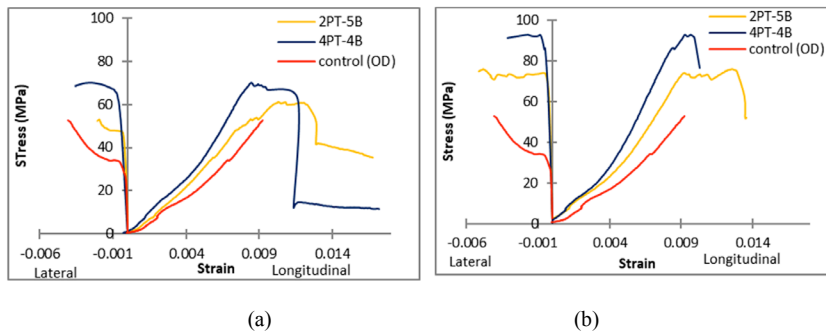 2PT-5B
4PT-4B
control (OD)
STress (MPa)
100
80
60
40
20
0
-0.006
-0.001
0.004
0.009
0.014
Lateral
Strain
Longitudinal
(a)
2PT-5B
4PT-4B
control (OD)
Stress (MPa)
100
80
60
40
20
0
-0.006
-0.001
0.004
0.009
0.014
Lateral
Strain
Longitudinal
(b)